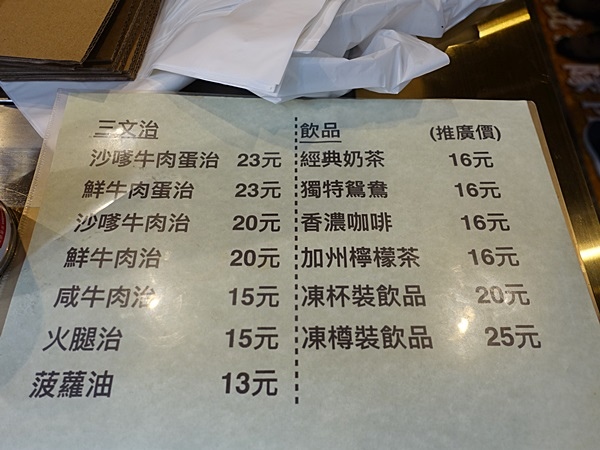 三文治
沙嗲牛肉蛋治 23元
鮮牛肉蛋治 23元
沙嗲牛肉治 20元
鮮牛肉治 20元
咸牛肉治 15元
火腿治 15元
菠蘿油 13元
飲品 (推廣價)
經典奶茶 16元
獨特鴛鴦 16元
香濃咖啡 16元
加州檸檬茶 16元
凍杯裝飲品 20元
凍樽裝飲品 25元